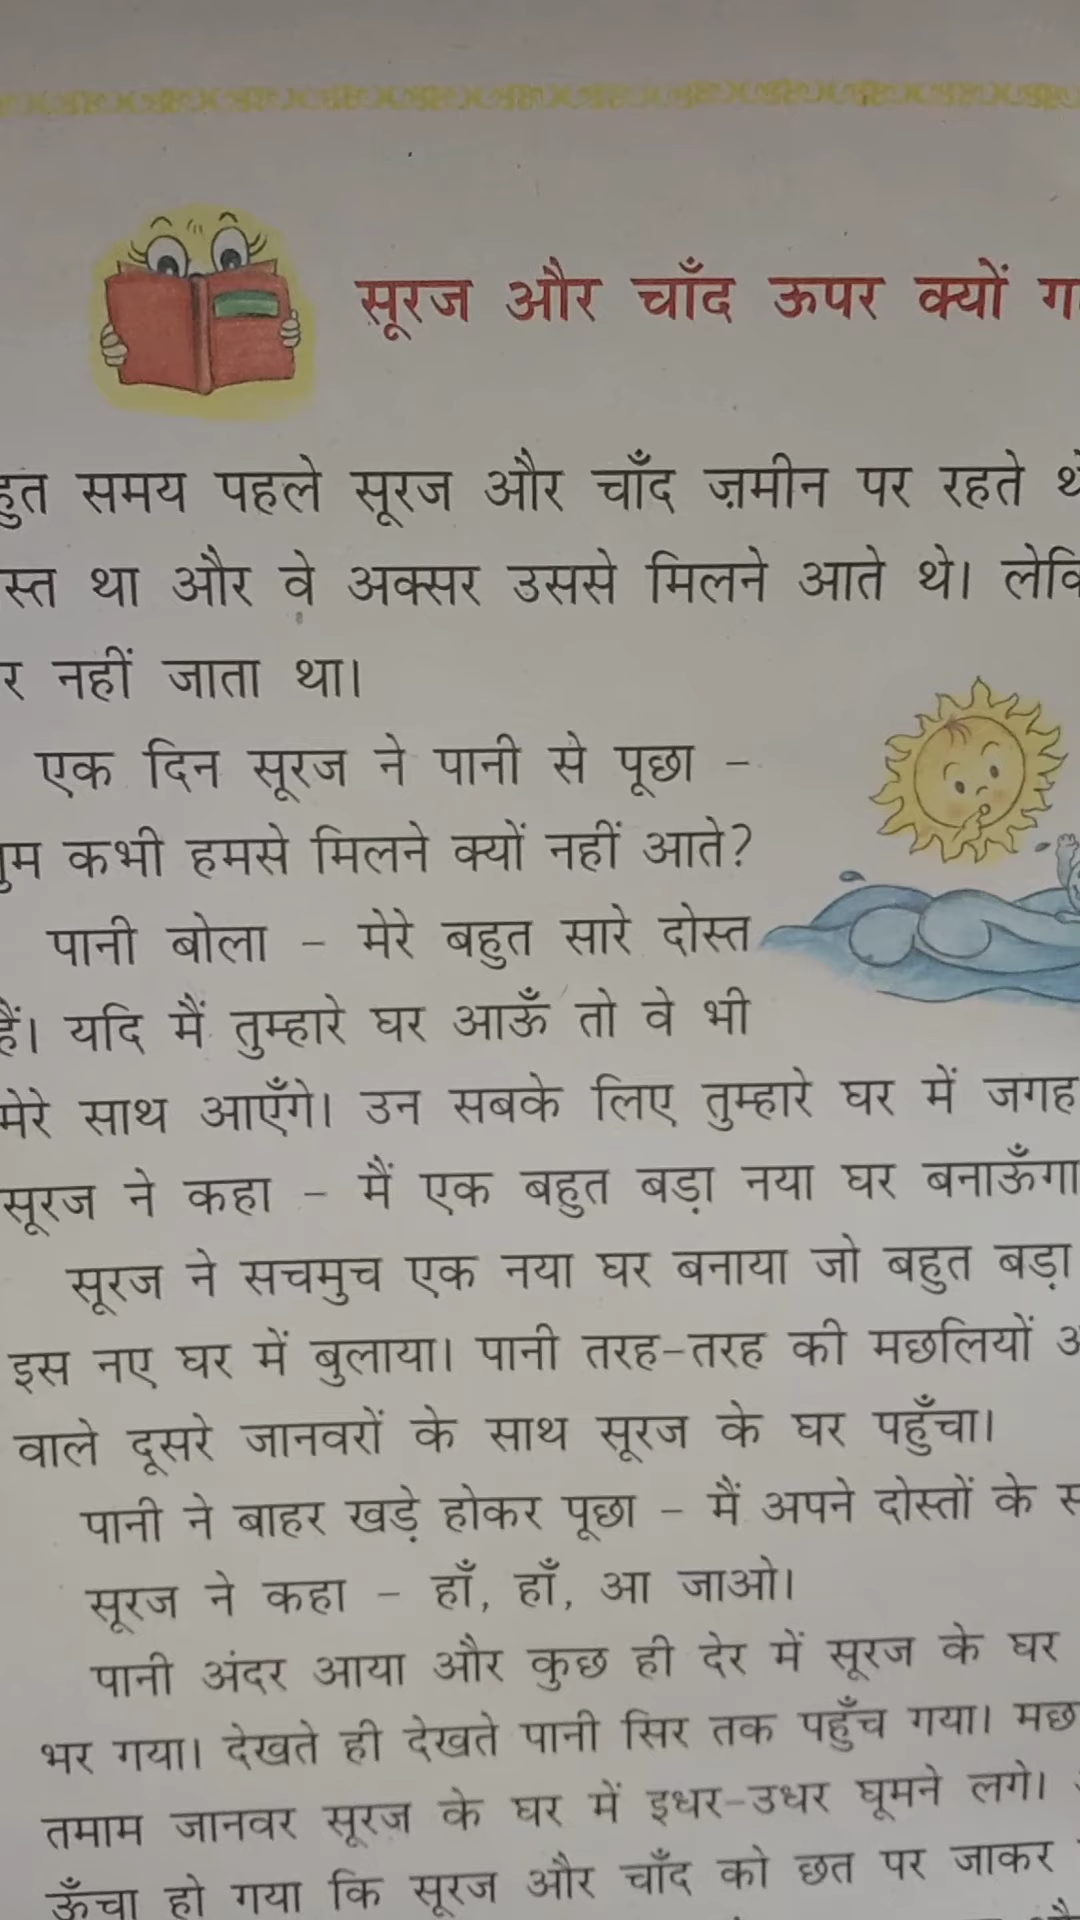 सूरज और चाँद ऊपर क्यों
समय पहले सूरज और चाँद ज़मीन पर रहते
था और वे अक्सर उससे मिलने आते थे।
नहीं जाता था।
एक दिन सूरज ने पानी से पूछा –
कभी हमसे मिलने क्यों नहीं आते?
पानी बोला – मेरे बहुत सारे दोस्त
हैं। यदि मैं तुम्हारे घर आऊँ तो वे भी
मेरे साथ आएँगे। उन सबके लिए तुम्हारे घर में जगह
सूरज ने कहा – मैं एक बहुत बड़ा नया घर बनाऊँगा
सूरज ने सचमुच एक नया घर बनाया जो बहुत बड़ा
इस नए घर में बुलाया। पानी तरह-तरह की मछलियों
वाले दूसरे जानवरों के साथ सूरज के घर पहुँचा।
पानी ने बाहर खड़े होकर पूछा – मैं अपने दोस्तों के
सूरज ने कहा – हाँ, हाँ, आ जाओ।
पानी अंदर आया और कुछ ही देर में सूरज के घर
भर गया। देखते ही देखते पानी सिर तक पहुँच गया।
तमाम जानवर सूरज के घर में इधर-उधर घूमने लगे।
ऊँचा हो गया कि सूरज और चाँद को छत पर जाकर